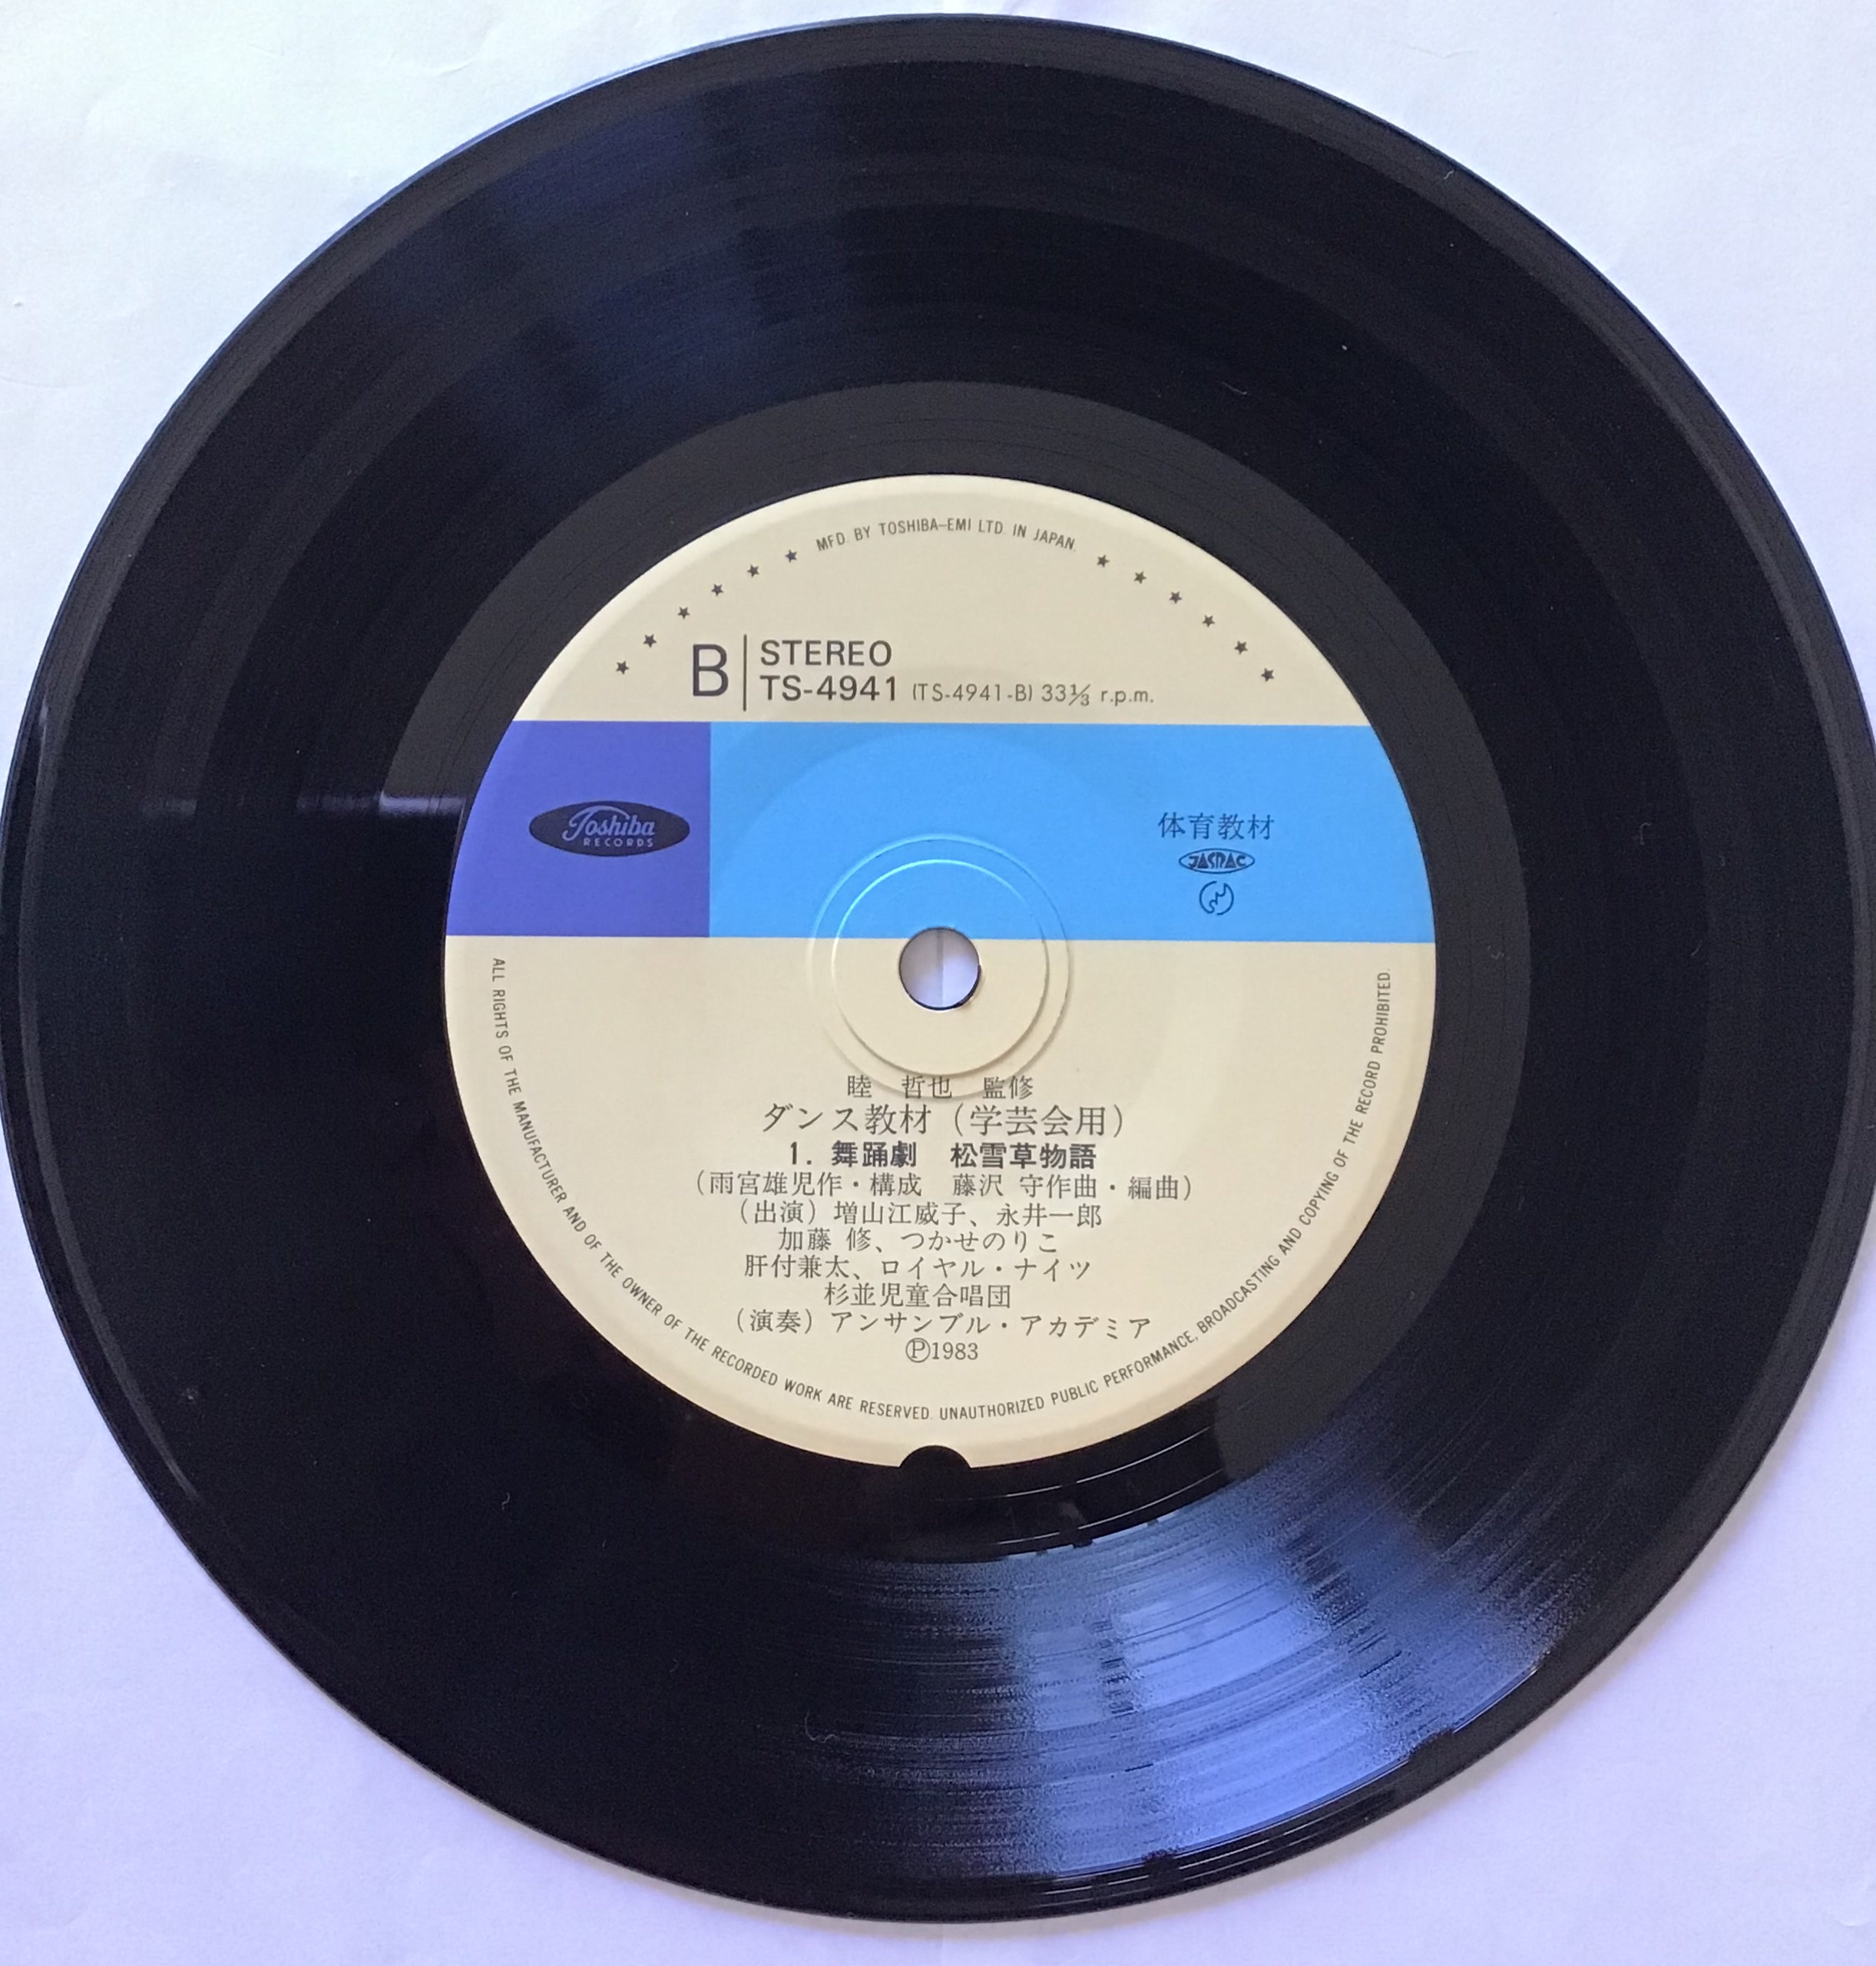 MFD. BY TOSHIBA-EMI LTD. IN JAPAN.
B
STEREO
TS-4941 (TS-4941-B) 33⅓ r.p.m.
Toshiba
RECORDS
体育教材
JASRAC
睦 哲也 監修
ダンス教材（学芸会用）
1. 舞踊劇 松雪草物語
（雨宮雄児作・構成 藤沢 守作曲・編曲）
（出演）増山江威子、永井一郎
加藤 修、つかせのりこ
肝付兼太、ロイヤル・ナイツ
杉並児童合唱団
（演奏）アンサンブル・アカデミア
Ⓟ1983
ALL RIGHTS OF THE MANUFACTURER AND OF THE OWNER OF THE RECORDED WORK ARE RESERVED. UNAUTHORIZED PUBLIC PERFORMANCE, BROADCASTING AND COPYING OF THE RECORD PROHIBITED.